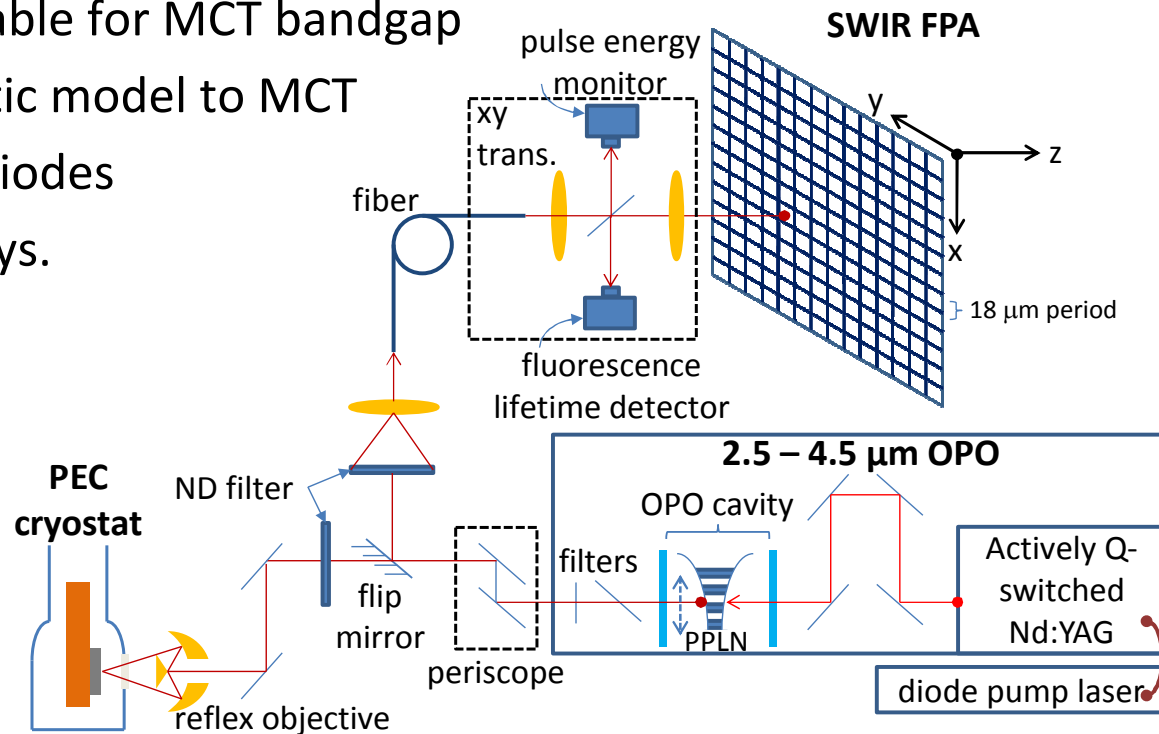 able for MCT bandgap
tic model to MCT
iodes
ys.
SWIR FPA
pulse energy
monitor
xy
trans.
y
z
x
fiber
18 μm period
fluorescence
lifetime detector
2.5 – 4.5 μm OPO
PEC
cryostat
ND filter
OPO cavity
filters
Actively Q-
switched
Nd:YAG
flip
mirror
PPLN
periscope
diode pump laser
reflex objective